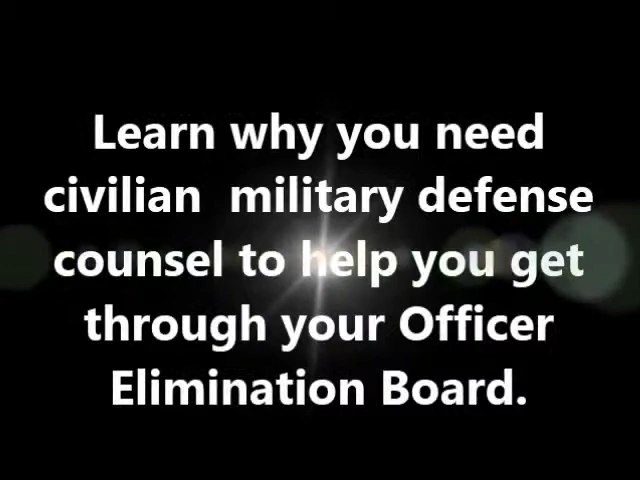 Learn why you need
civilian  military defense
counsel to help you get
through your Officer
Elimination Board.